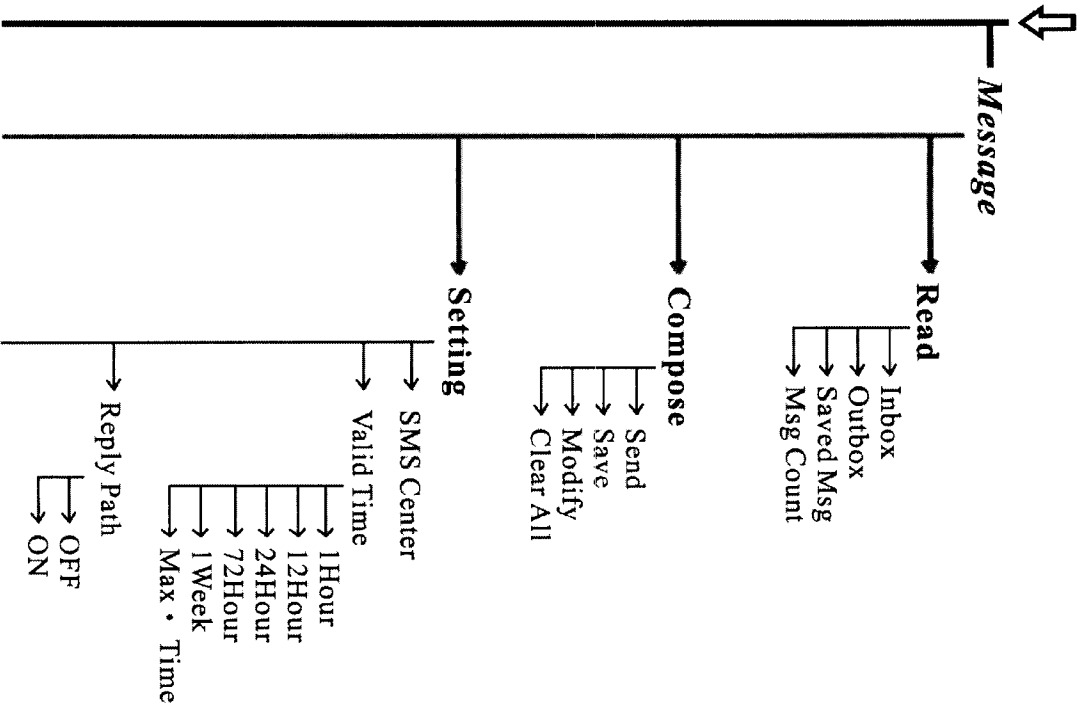 Message
Read
Inbox
Outbox
Saved Msg
Msg Count
Compose
Send
Save
Modify
Clear All
Setting
SMS Center
Valid Time
1Hour
12Hour
24Hour
72Hour
1Week
Max· Time
Reply Path
OFF
ON